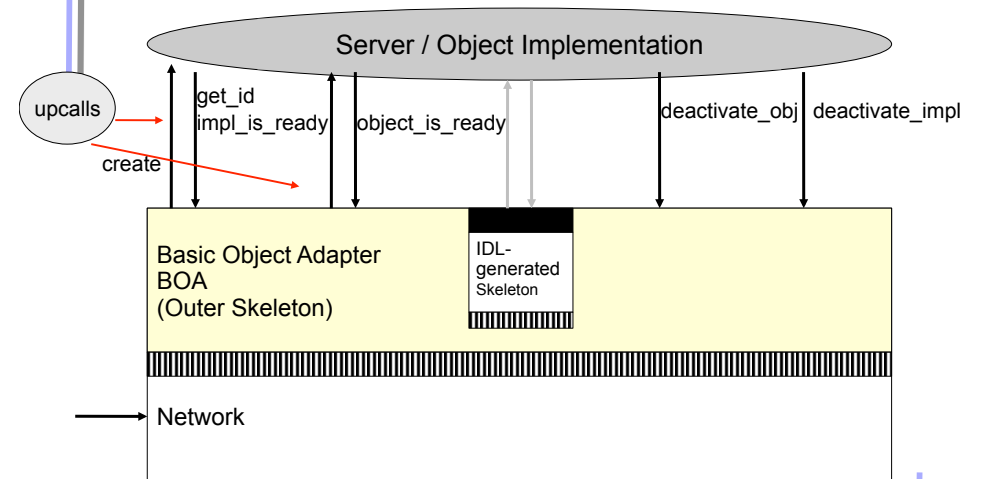 Server / Object Implementation
upcalls
get_id
impl_is_ready
object_is_ready
deactivate_obj
deactivate_impl
create
Basic Object Adapter
BOA
(Outer Skeleton)
IDL-
generated
Skeleton
Network